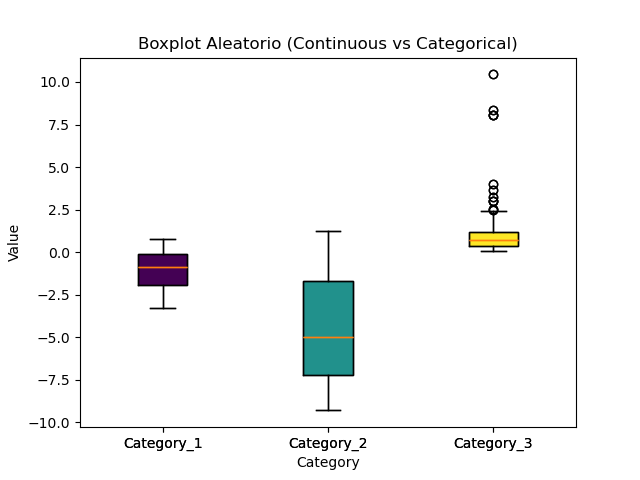 Boxplot Aleatorio (Continuous vs Categorical)
10.0
7.5
5.0
2.5
0.0
−2.5
−5.0
−7.5
−10.0
Value
Category_1 Category_2 Category_3
Category